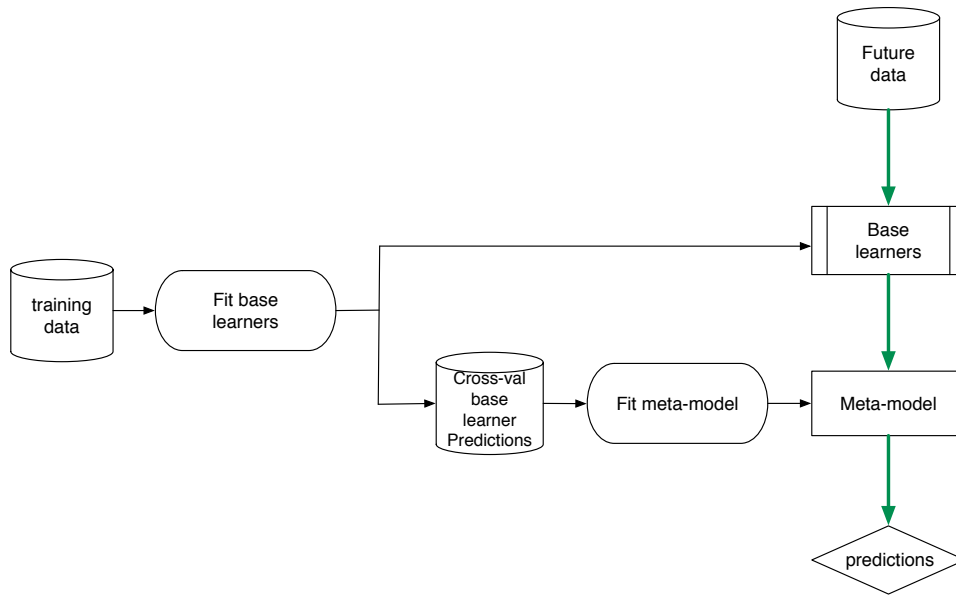 Future
data
Base
learners
training
data
Fit base
learners
Cross-val
base
learner
Predictions
Fit meta-model
Meta-model
predictions